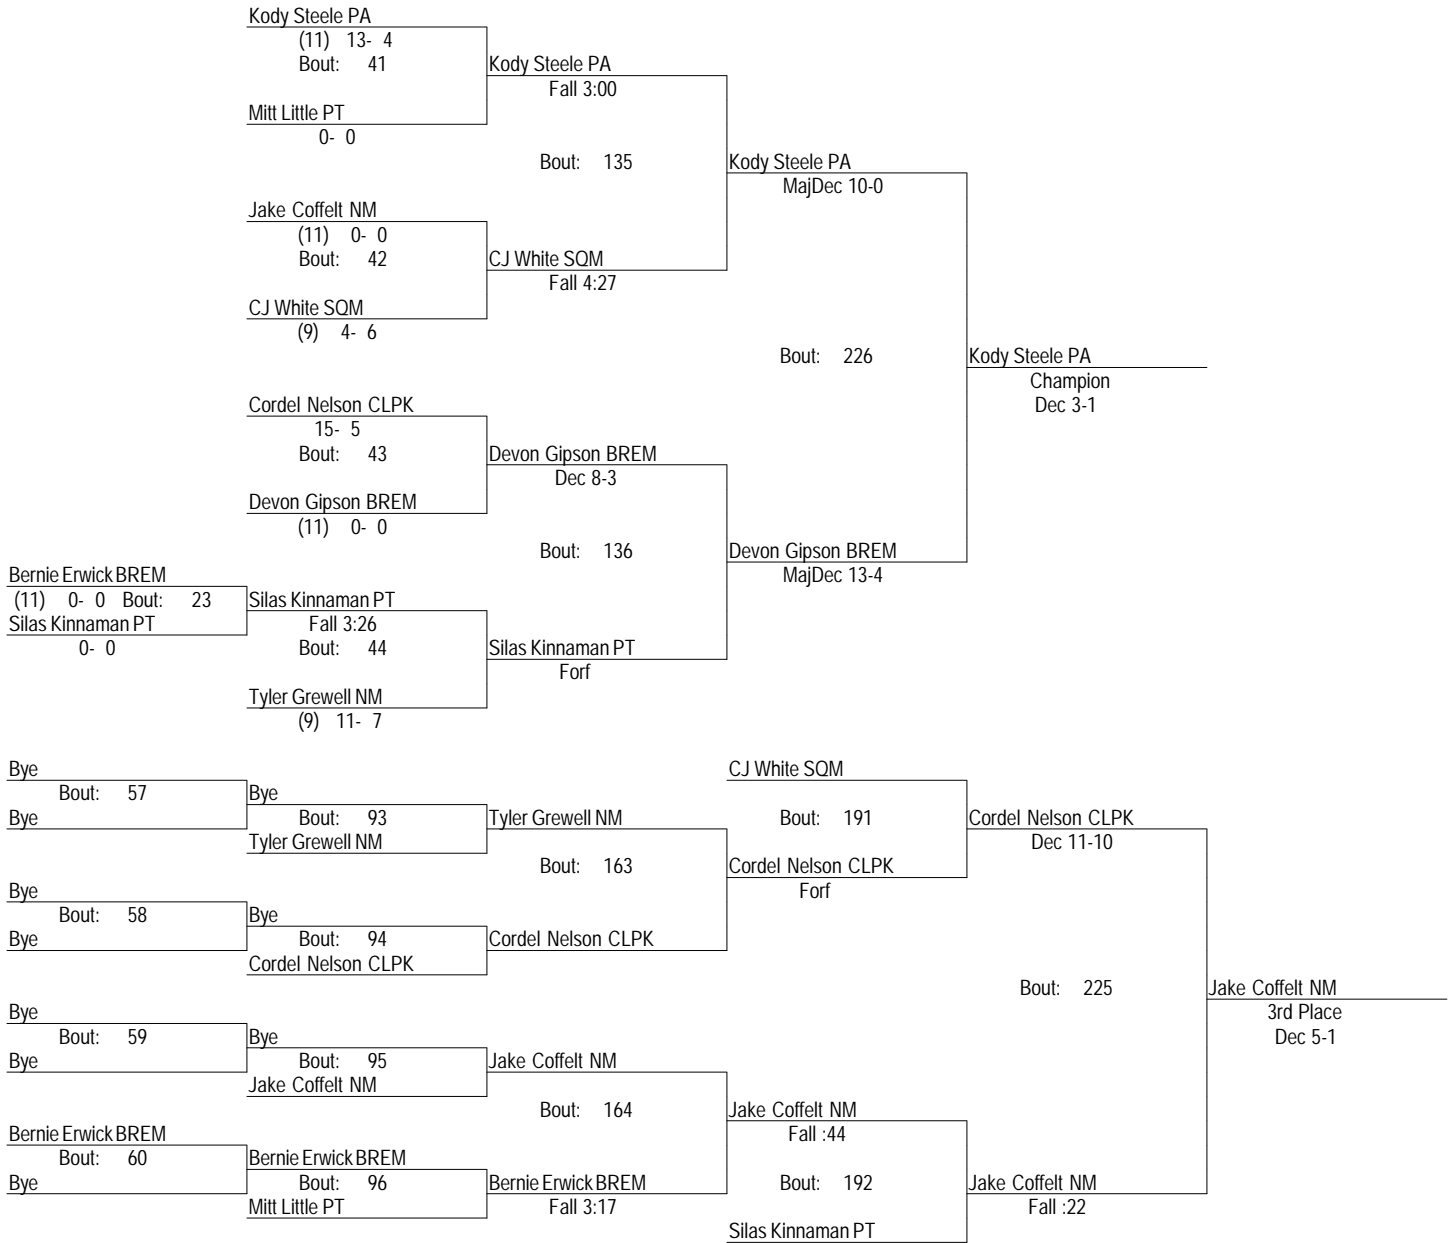 Kody Steele PA
(11) 13- 4
Bout: 41
Kody Steele PA
Fall 3:00
Mitt Little PT
0- 0
Bout: 135
Kody Steele PA
MajDec 10-0
Jake Coffelt NM
(11) 0- 0
Bout: 42
CJ White SQM
Fall 4:27
CJ White SQM
(9) 4- 6
Bout: 226
Kody Steele PA
Champion
Dec 3-1
Cordel Nelson CLPK
15- 5
Bout: 43
Devon Gipson BREM
Dec 8-3
Devon Gipson BREM
(11) 0- 0
Bout: 136
Devon Gipson BREM
MajDec 13-4
Bernie Erwick BREM
(11) 0- 0 Bout: 23
Silas Kinnaman PT
0- 0
Silas Kinnaman PT
Fall 3:26
Bout: 44
Silas Kinnaman PT
Forf
Tyler Grewell NM
(9) 11- 7
Bye
Bout: 57
Bye
Bye
Bout: 93
Tyler Grewell NM
Tyler Grewell NM
CJ White SQM
Bout: 191
Cordel Nelson CLPK
Dec 11-10
Bout: 163
Cordel Nelson CLPK
Forf
Bye
Bout: 58
Bye
Bye
Bout: 94
Cordel Nelson CLPK
Cordel Nelson CLPK
Bout: 225
Jake Coffelt NM
3rd Place
Dec 5-1
Bye
Bout: 59
Bye
Bye
Bout: 95
Jake Coffelt NM
Jake Coffelt NM
Bout: 164
Jake Coffelt NM
Fall :44
Bernie Erwick BREM
Bout: 60
Bye
Bernie Erwick BREM
Bout: 96
Mitt Little PT
Bernie Erwick BREM
Fall 3:17
Bout: 192
Jake Coffelt NM
Fall :22
Silas Kinnaman PT